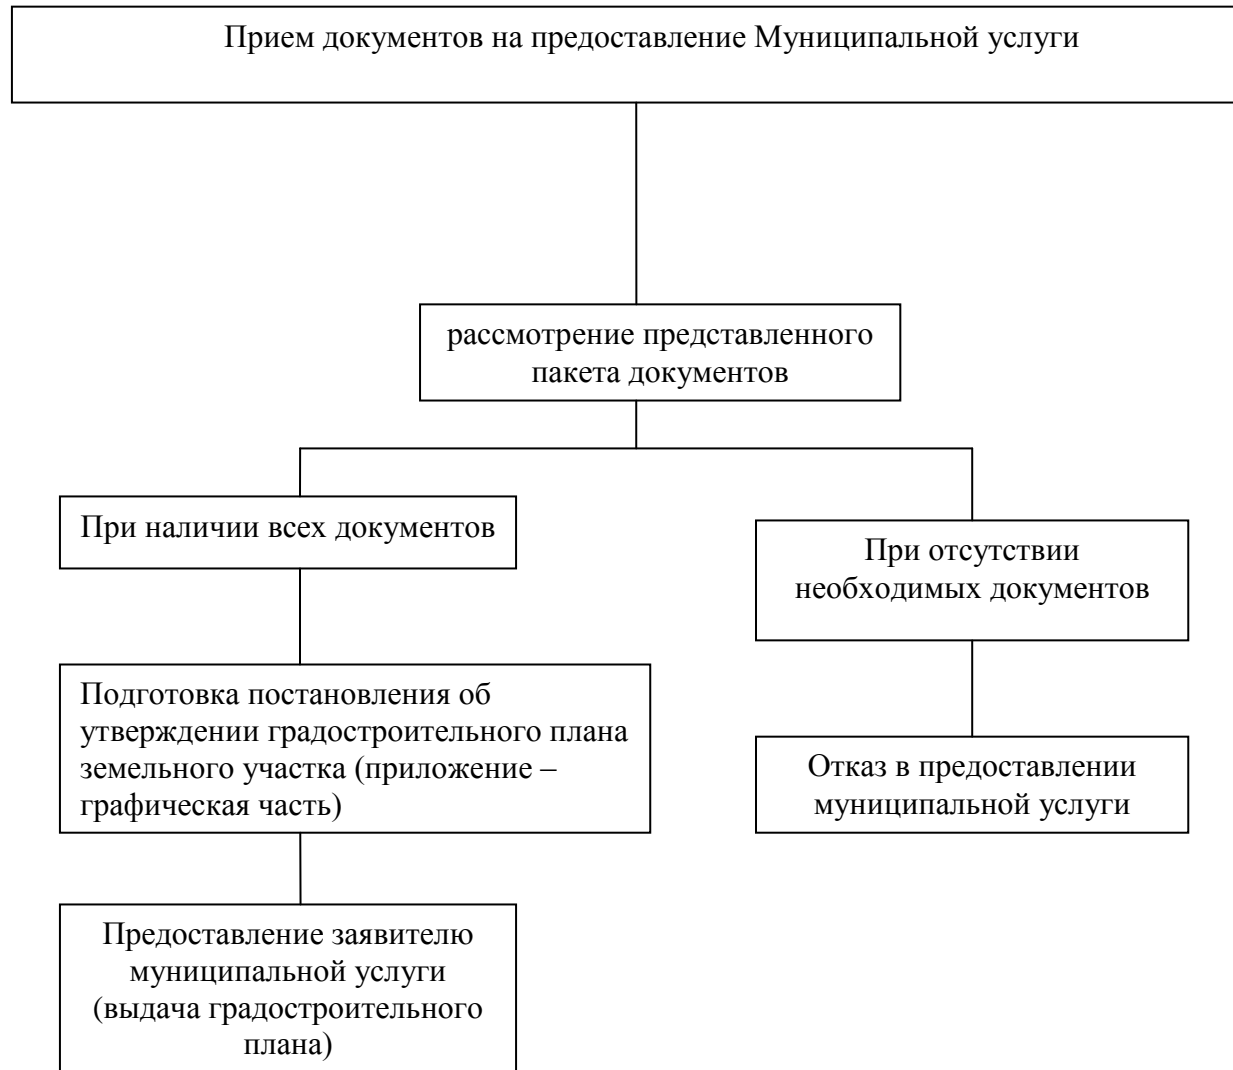 Прием документов на предоставление Муниципальной услуги
рассмотрение представленного
пакета документов
При наличии всех документов
При отсутствии
необходимых документов
Подготовка постановления об
утверждении градостроительного плана
земельного участка (приложение –
графическая часть)
Отказ в предоставлении
муниципальной услуги
Предоставление заявителю
муниципальной услуги
(выдача градостроительного
плана)